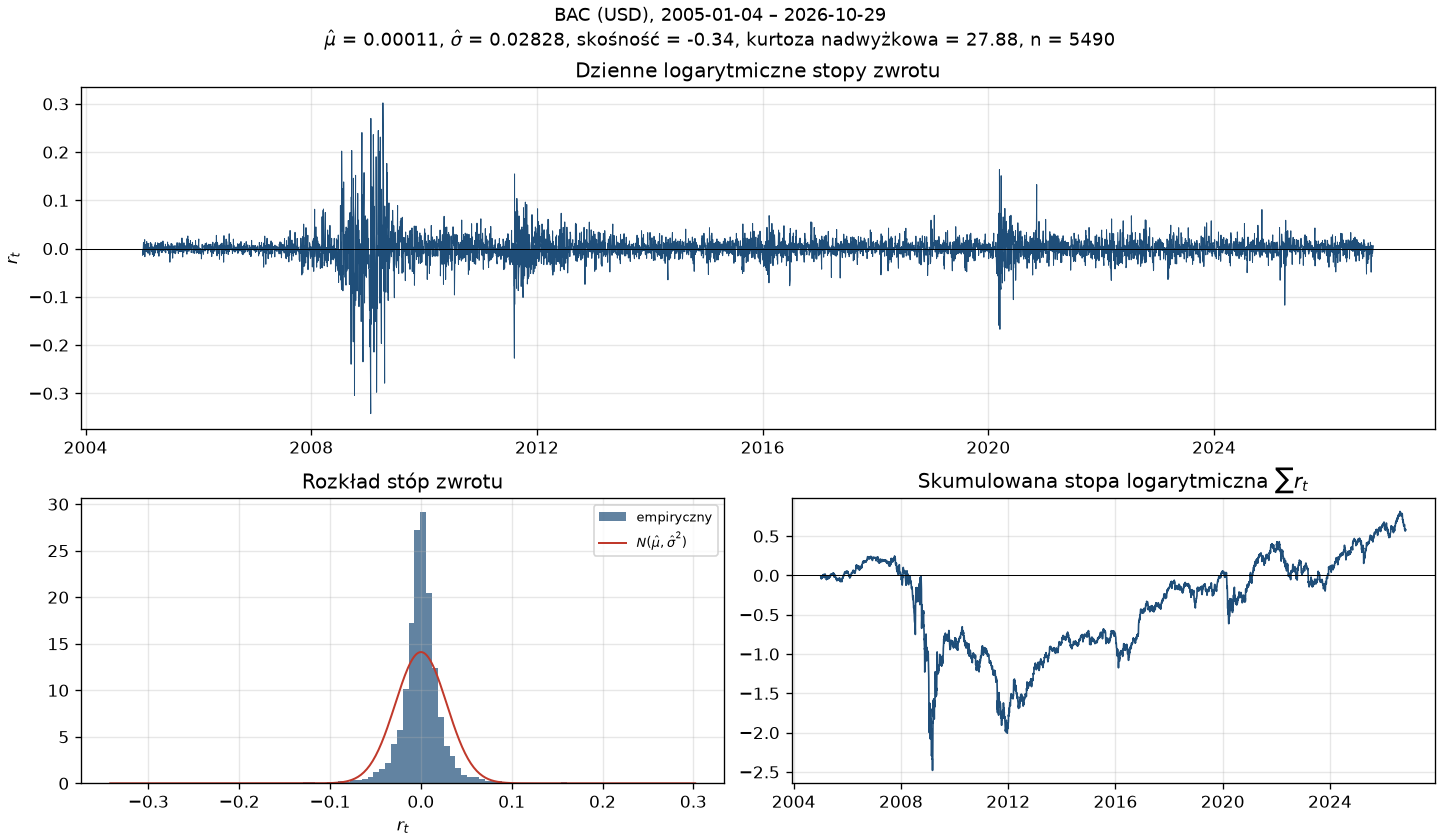 BAC (USD), 2005-01-04 – 2026-10-29
μ̂ = 0.00011, σ̂ = 0.02828, skośność = -0.34, kurtoza nadwyżkowa = 27.88, n = 5490
Dzienne logarytmiczne stopy zwrotu
0.3
0.2
0.1
0.0
−0.1
−0.2
−0.3
r_t
2004 2008 2012 2016 2020 2024
Rozkład stóp zwrotu
30
25
20
15
10
5
0
empiryczny
N(μ̂, σ̂²)
−0.3 −0.2 −0.1 0.0 0.1 0.2 0.3
r_t
Skumulowana stopa logarytmiczna ∑r_t
0.5
0.0
−0.5
−1.0
−1.5
−2.0
−2.5
2004 2008 2012 2016 2020 2024